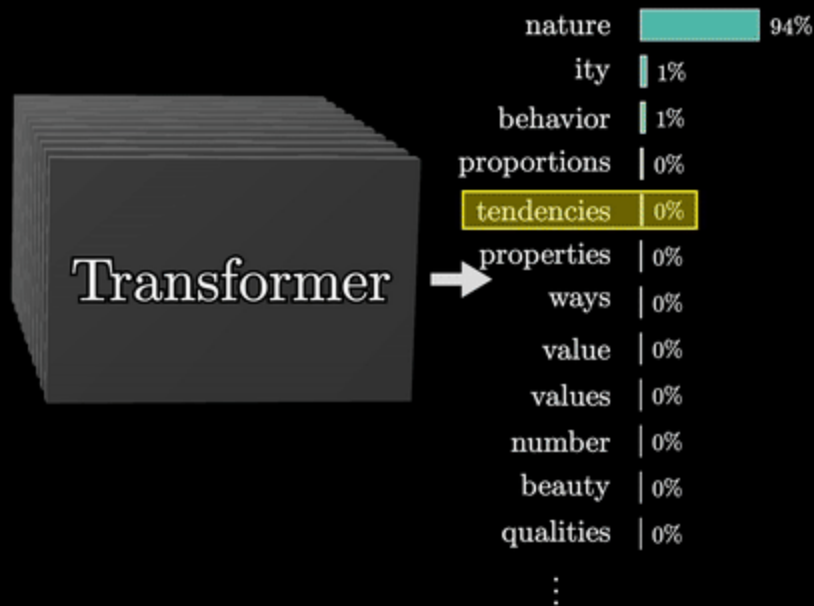 nature 94%
ity 1%
behavior 1%
proportions 0%
tendencies 0%
properties 0%
ways 0%
value 0%
values 0%
number 0%
beauty 0%
qualities 0%
⋮
Transformer